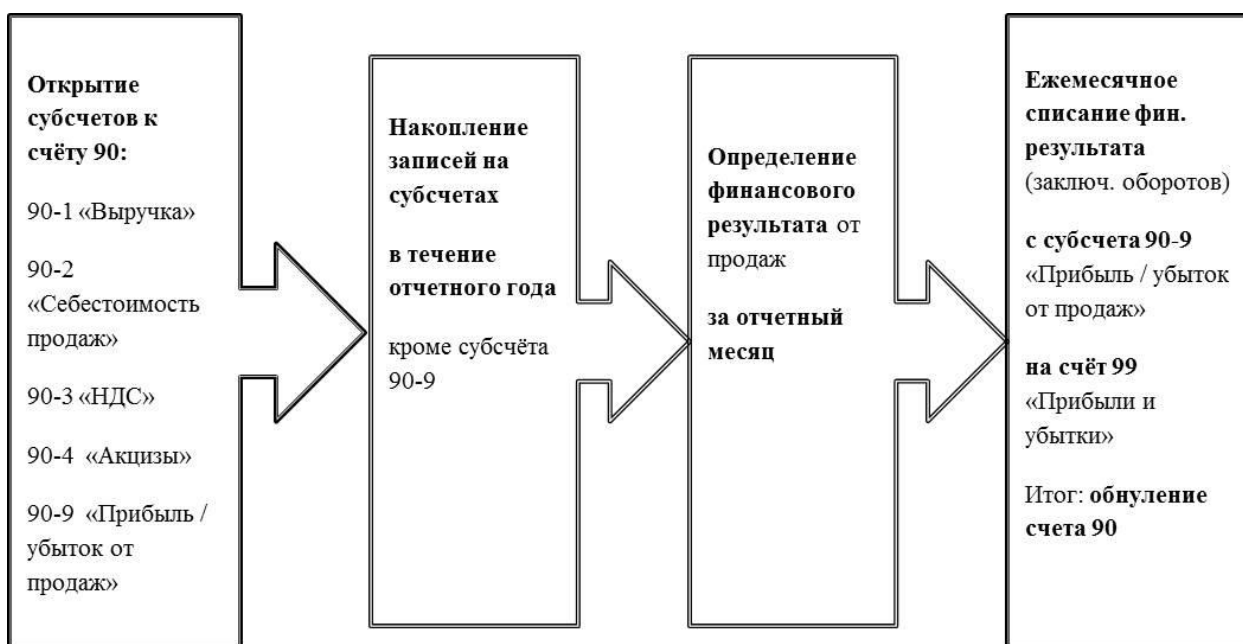 Открытие
субсчетов к
счёту 90:
90-1 «Выручка»
90-2
«Себестоимость
продаж»
90-3 «НДС»
90-4 «Акцизы»
90-9 «Прибыль /
убыток от
продаж»
Накопление
записей на
субсчетах
в течение
отчетного года
кроме субсчёта
90-9
Определение
финансового
результата от
продаж
за отчетный
месяц
Ежемесячное
списание фин.
результата
(заключ. оборотов)
с субсчета 90-9
«Прибыль / убыток
от продаж»
на счёт 99
«Прибыли и
убытки»
Итог: обнуление
счета 90